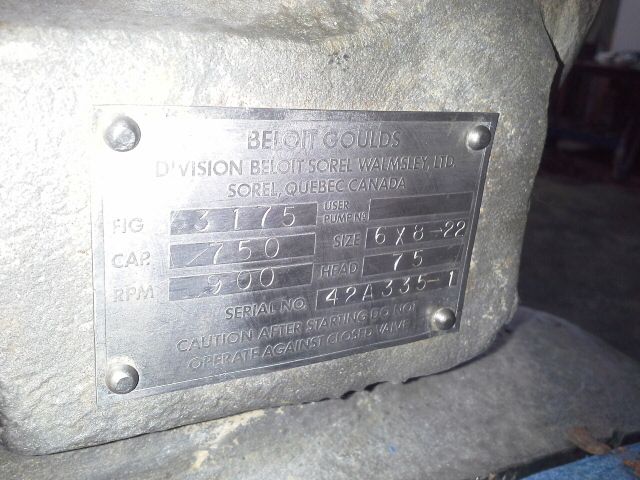 BELOIT GOULDS
DIVISION BELOIT SOREL WALMSLEY, LTD.
SOREL, QUEBEC CANADA
FIG 3175 USER PUMP NO
CAP. 750 SIZE 6X8-22
RPM 900 HEAD 75
SERIAL NO. 42A335-1
CAUTION AFTER STARTING DO NOT
OPERATE AGAINST CLOSED VALVE